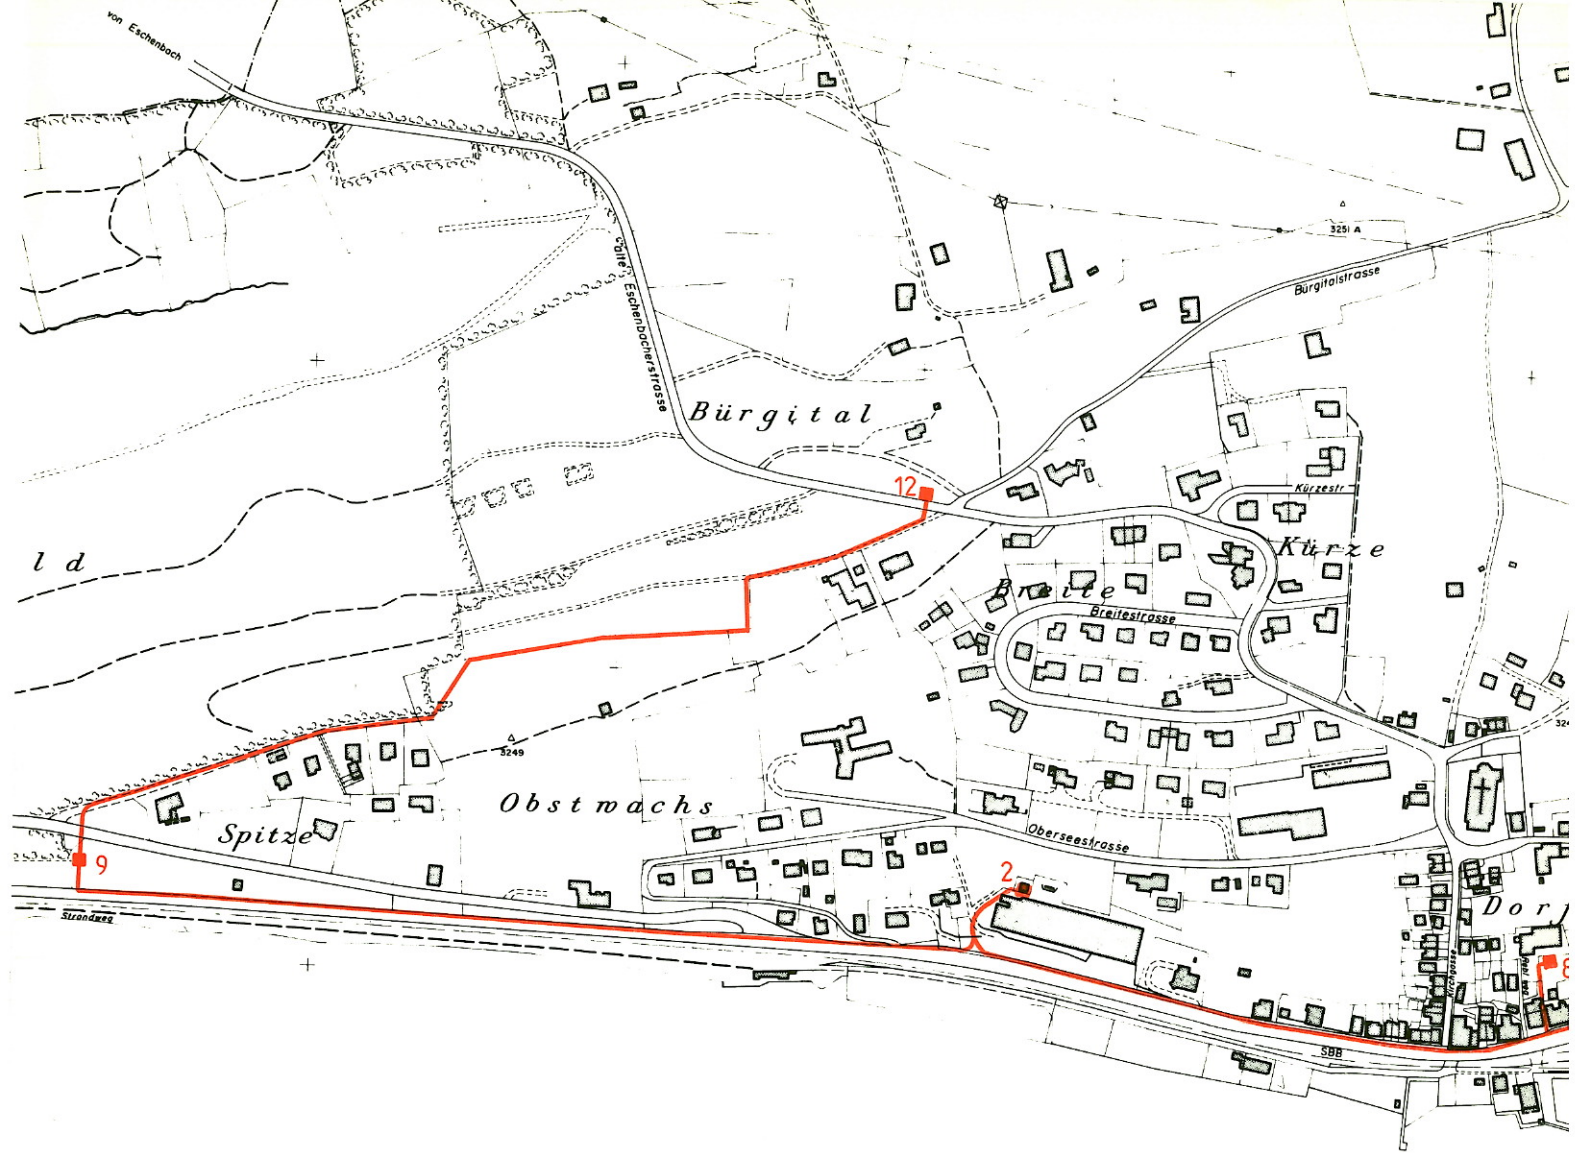 von Eschenbach
3251 A
alte Eschenbacherstrasse
Bürgitalstrasse
Bürgital
12
Kürzestr
Kürze
ld
Breite
Breitestrasse
3249
Obstwachs
Spitze
Oberseestrasse
9
2
Strandweg
Dorf
Kirchgasse
8
SBB